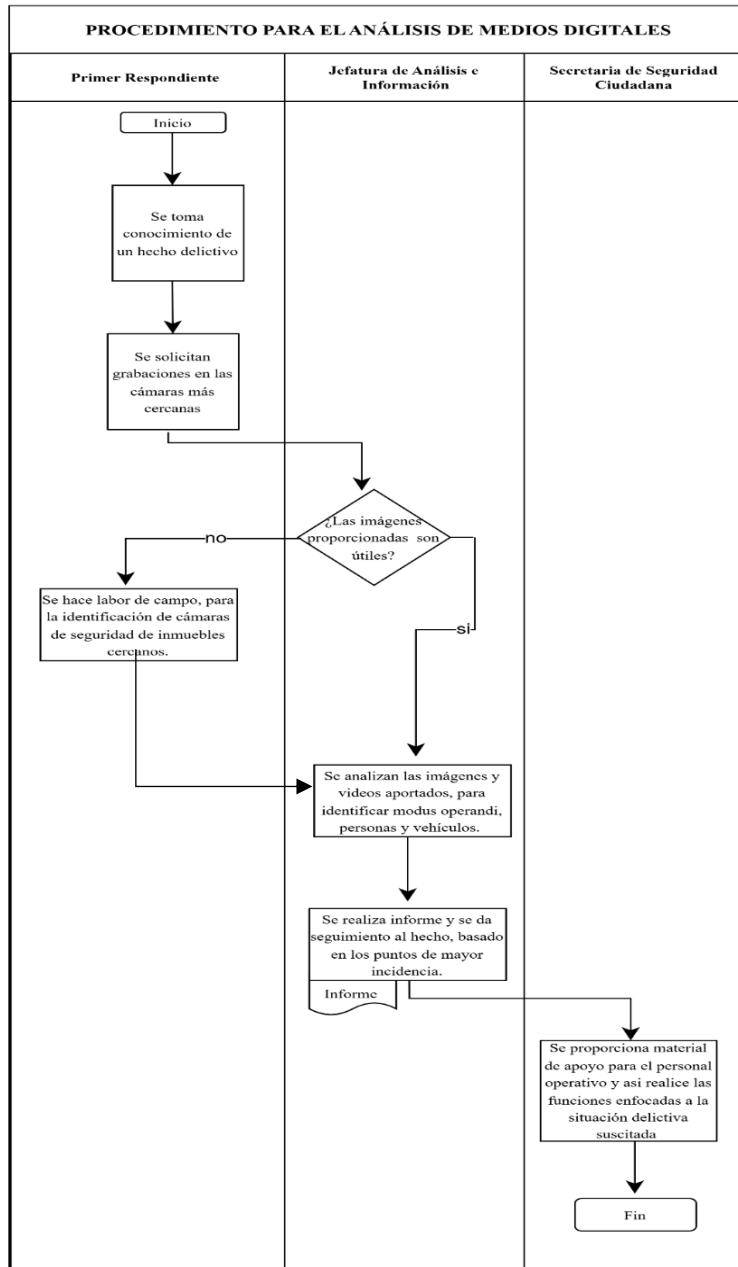 PROCEDIMIENTO PARA EL ANÁLISIS DE MEDIOS DIGITALES
Primer Respondiente
Jefatura de Análisis e
Información
Secretaria de Seguridad
Ciudadana
Inicio
Se toma
conocimiento de
un hecho delictivo
Se solicitan
grabaciones en las
cámaras más
cercanas
¿Las imágenes
proporcionadas son
útiles?
no
si
Se hace labor de campo, para
la identificación de cámaras
de seguridad de inmuebles
cercanos.
Se analizan las imágenes y
videos aportados, para
identificar modus operandi,
personas y vehículos.
Se realiza informe y se da
seguimiento al hecho, basado
en los puntos de mayor
incidencia.
Informe
Se proporciona material
de apoyo para el personal
operativo y asi realice las
funciones enfocadas a la
situación delictiva
suscitada
Fin